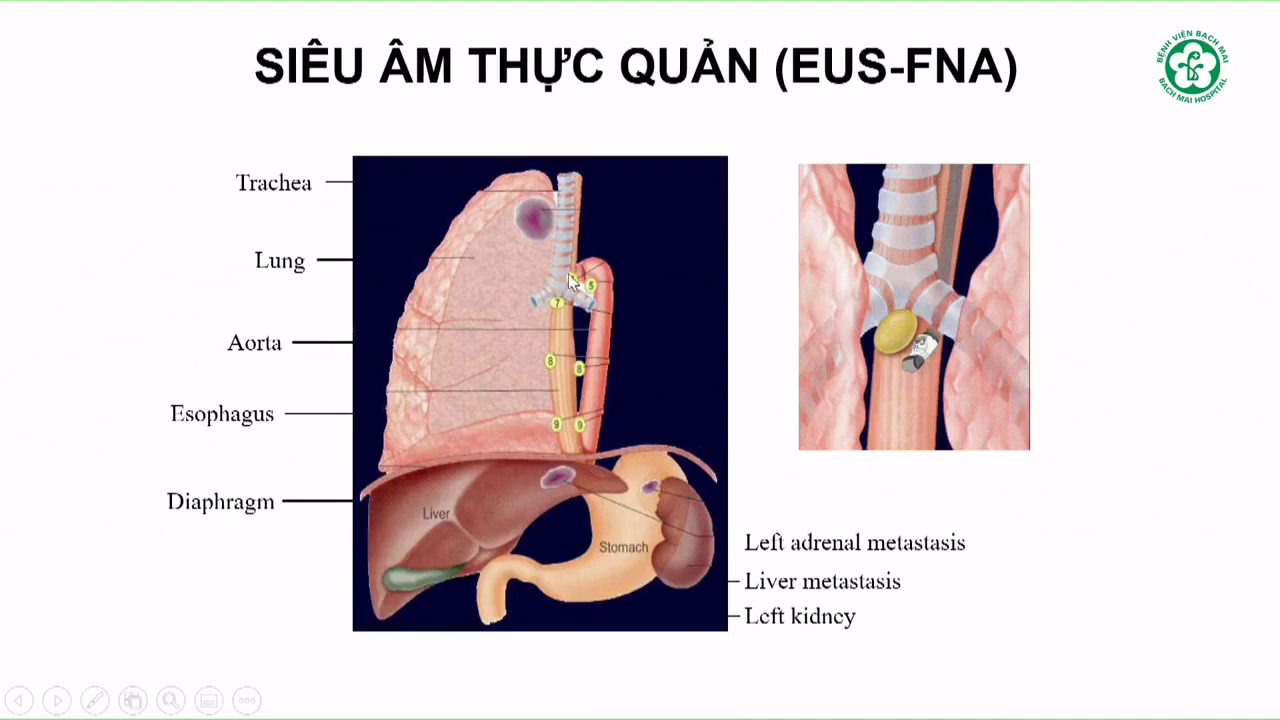 SIÊU ÂM THỰC QUẢN (EUS-FNA)
BỆNH VIỆN BẠCH MAI
BACH MAI HOSPITAL
Trachea
Lung
Aorta
Esophagus
Diaphragm
5
7
8
8
9
9
Liver
Stomach
Left adrenal metastasis
Liver metastasis
Left kidney